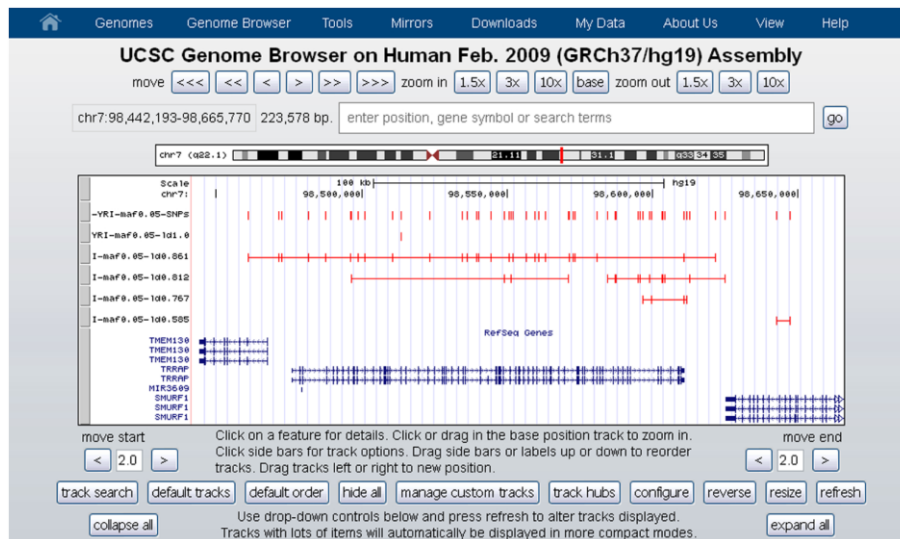 Genomes Genome Browser Tools Mirrors Downloads My Data About Us View Help
UCSC Genome Browser on Human Feb. 2009 (GRCh37/hg19) Assembly
move <<< << < > >> >>> zoom in 1.5x 3x 10x base zoom out 1.5x 3x 10x
chr7:98,442,193-98,665,770 223,578 bp. enter position, gene symbol or search terms go
chr7 (q22.1) 21.11 31.1 q33 34 35
Scale 100 kb hg19
chr7: 98,500,000 98,550,000 98,600,000 98,650,000
-YRI-maf0.05-SNPs
YRI-maf0.05-ld1.0
I-maf0.05-ld0.861
I-maf0.05-ld0.812
I-maf0.05-ld0.767
I-maf0.05-ld0.585
RefSeq Genes
TMEM130
TMEM130
TMEM130
TRRAP
TRRAP
MIR3609
SMURF1
SMURF1
SMURF1
move start Click on a feature for details. Click or drag in the base position track to zoom in. move end
< 2.0 > Click side bars for track options. Drag side bars or labels up or down to reorder < 2.0 >
tracks. Drag tracks left or right to new position.
track search default tracks default order hide all manage custom tracks track hubs configure reverse resize refresh
collapse all Use drop-down controls below and press refresh to alter tracks displayed. expand all
Tracks with lots of items will automatically be displayed in more compact modes.